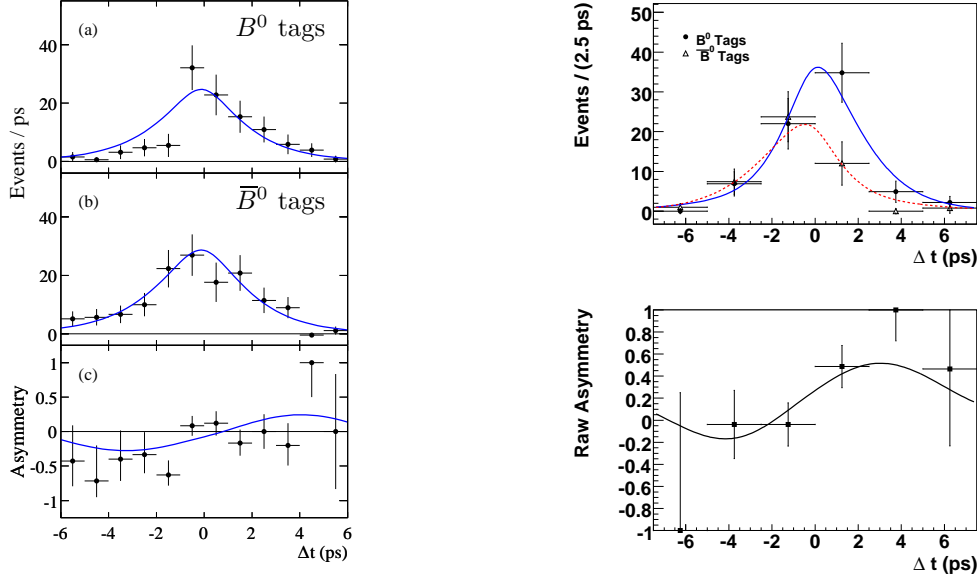 (a) B⁰ tags
40
20
0
Events / ps
(b) B̅⁰ tags
40
20
0
(c)
1
0.5
0
-0.5
-1
Asymmetry
-6 -4 -2 0 2 4 6
Δt (ps)
50
40
30
20
10
0
Events / (2.5 ps)
B⁰ Tags
B̅⁰ Tags
-6 -4 -2 0 2 4 6
Δ t (ps)
1
0.8
0.6
0.4
0.2
0
-0.2
-0.4
-0.6
-0.8
-1
Raw Asymmetry
-6 -4 -2 0 2 4 6
Δ t (ps)